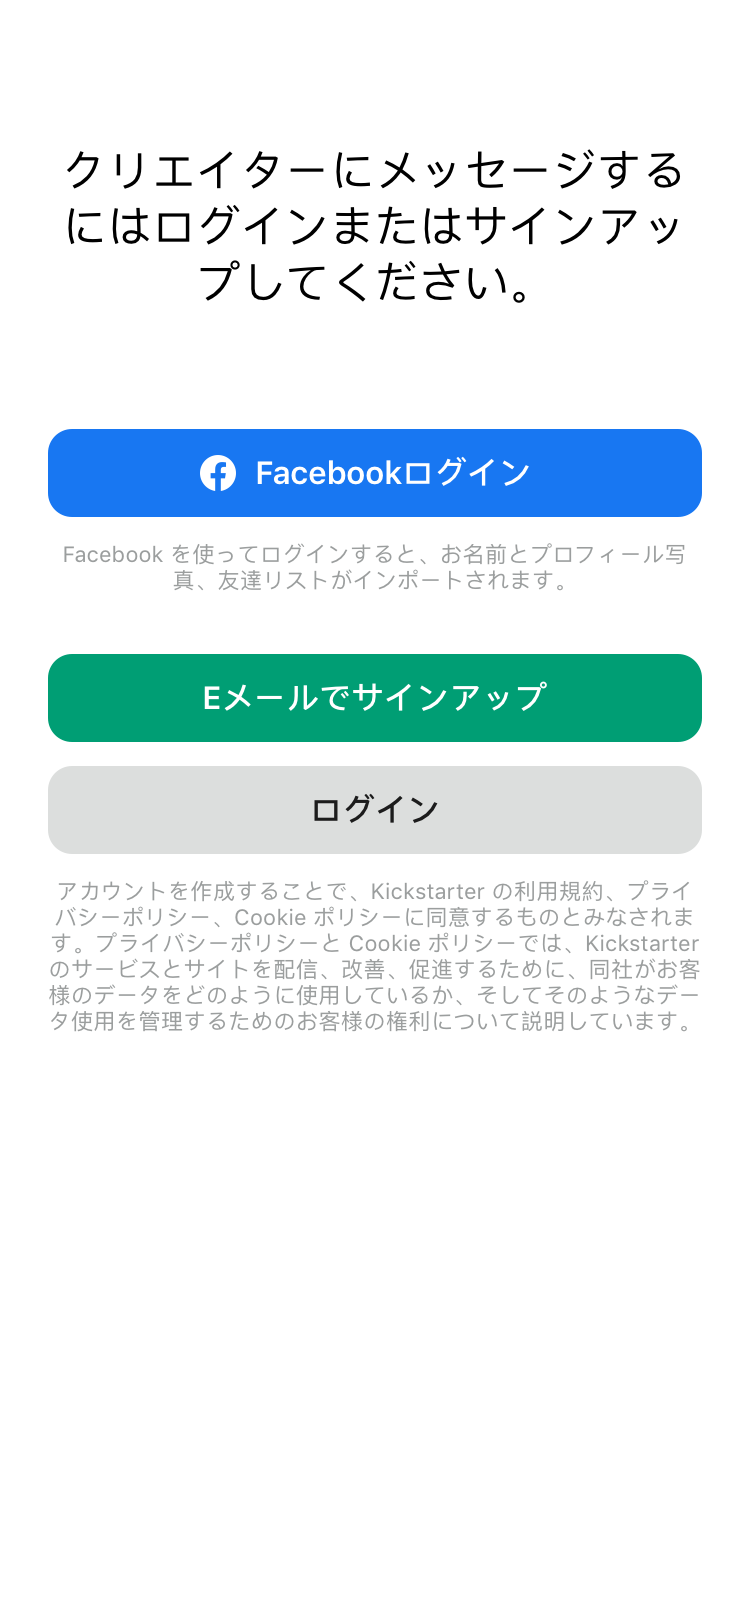 クリエイターにメッセージする
にはログインまたはサインアッ
プしてください。
Facebookログイン
Facebook を使ってログインすると、お名前とプロフィール写
真、友達リストがインポートされます。
Eメールでサインアップ
ログイン
アカウントを作成することで、Kickstarter の利用規約、プライ
バシーポリシー、Cookie ポリシーに同意するものとみなされま
す。プライバシーポリシーと Cookie ポリシーでは、Kickstarter
のサービスとサイトを配信、改善、促進するために、同社がお客
様のデータをどのように使用しているか、そしてそのようなデー
タ使用を管理するためのお客様の権利について説明しています。